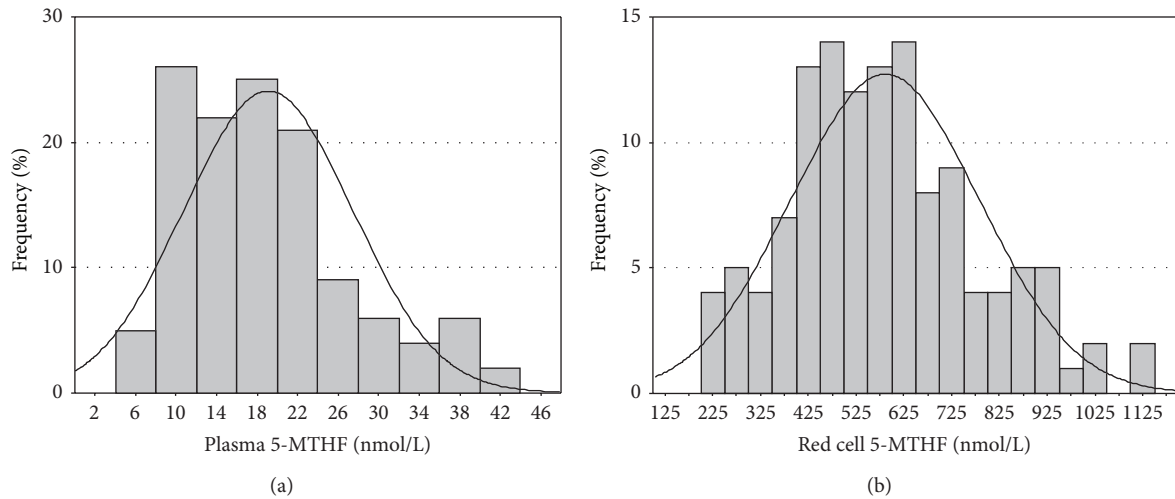 30
20
10
0
Frequency (%)
2 6 10 14 18 22 26 30 34 38 42 46
Plasma 5-MTHF (nmol/L)
(a)
15
10
5
0
Frequency (%)
125 225 325 425 525 625 725 825 925 1025 1125
Red cell 5-MTHF (nmol/L)
(b)